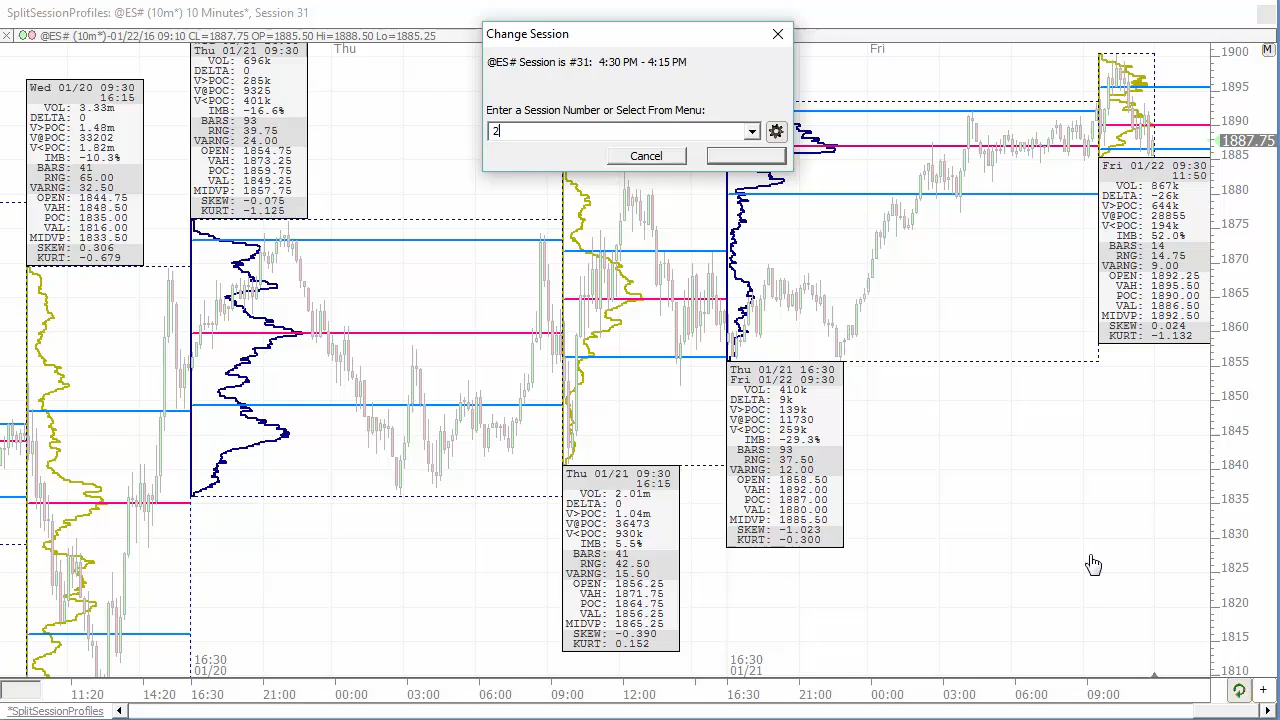 SplitSessionProfiles: @ES# (10m*) 10 Minutes*, Session 31
@ES# (10m*)-01/22/16 09:10 CL=1887.75 OP=1885.50 Hi=1888.50 Lo=1885.25
M
Change Session
@ES# Session is #31: 4:30 PM - 4:15 PM
Enter a Session Number or Select From Menu:
2
Cancel
Thu
Fri
Wed 01/20 09:30
16:15
VOL: 3.33m
DELTA: 0
V>POC: 1.48m
V@POC: 33202
V<POC: 1.82m
IMB: -10.3%
BARS: 41
RNG: 65.00
VARNG: 32.50
OPEN: 1844.75
VAH: 1848.50
POC: 1835.00
VAL: 1816.00
MIDVP: 1833.50
SKEW: 0.306
KURT: -0.679
Thu 01/21 09:30
VOL: 696k
DELTA: 0
V>POC: 285k
V@POC: 9325
V<POC: 401k
IMB: -16.6%
BARS: 93
RNG: 39.75
VARNG: 24.00
OPEN: 1854.75
VAH: 1873.25
POC: 1859.75
VAL: 1849.25
MIDVP: 1857.75
SKEW: -0.075
KURT: -1.125
Thu 01/21 09:30
16:15
VOL: 2.01m
DELTA: 0
V>POC: 1.04m
V@POC: 36473
V<POC: 930k
IMB: 5.5%
BARS: 41
RNG: 42.50
VARNG: 15.50
OPEN: 1856.25
VAH: 1871.75
POC: 1864.75
VAL: 1856.25
MIDVP: 1865.25
SKEW: -0.390
KURT: 0.152
Thu 01/21 16:30
Fri 01/22 09:30
VOL: 410k
DELTA: 9k
V>POC: 139k
V@POC: 11730
V<POC: 259k
IMB: -29.3%
BARS: 93
RNG: 37.50
VARNG: 12.00
OPEN: 1858.50
VAH: 1892.00
POC: 1887.00
VAL: 1880.00
MIDVP: 1885.50
SKEW: -1.023
KURT: -0.300
Fri 01/22 09:30
11:50
VOL: 867k
DELTA: -26k
V>POC: 644k
V@POC: 28855
V<POC: 194k
IMB: 52.0%
BARS: 14
RNG: 14.75
VARNG: 9.00
OPEN: 1892.25
VAH: 1895.50
POC: 1890.00
VAL: 1886.50
MIDVP: 1892.50
SKEW: 0.024
KURT: -1.132
1900
1895
1890
1887.75
1885
1880
1875
1870
1865
1860
1855
1850
1845
1840
1835
1830
1825
1820
1815
1810
16:30
01/20
16:30
01/21
11:20 14:20 16:30 21:00 00:00 03:00 06:00 09:00 12:00 16:30 21:00 00:00 03:00 06:00 09:00
*SplitSessionProfiles